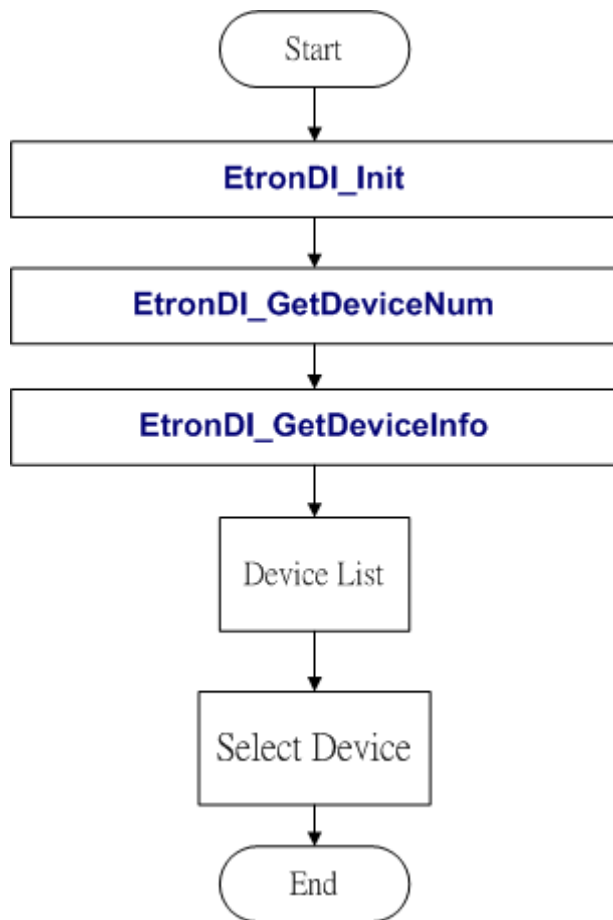 Start
EtronDI_Init
EtronDI_GetDeviceNum
EtronDI_GetDeviceInfo
Device List
Select Device
End